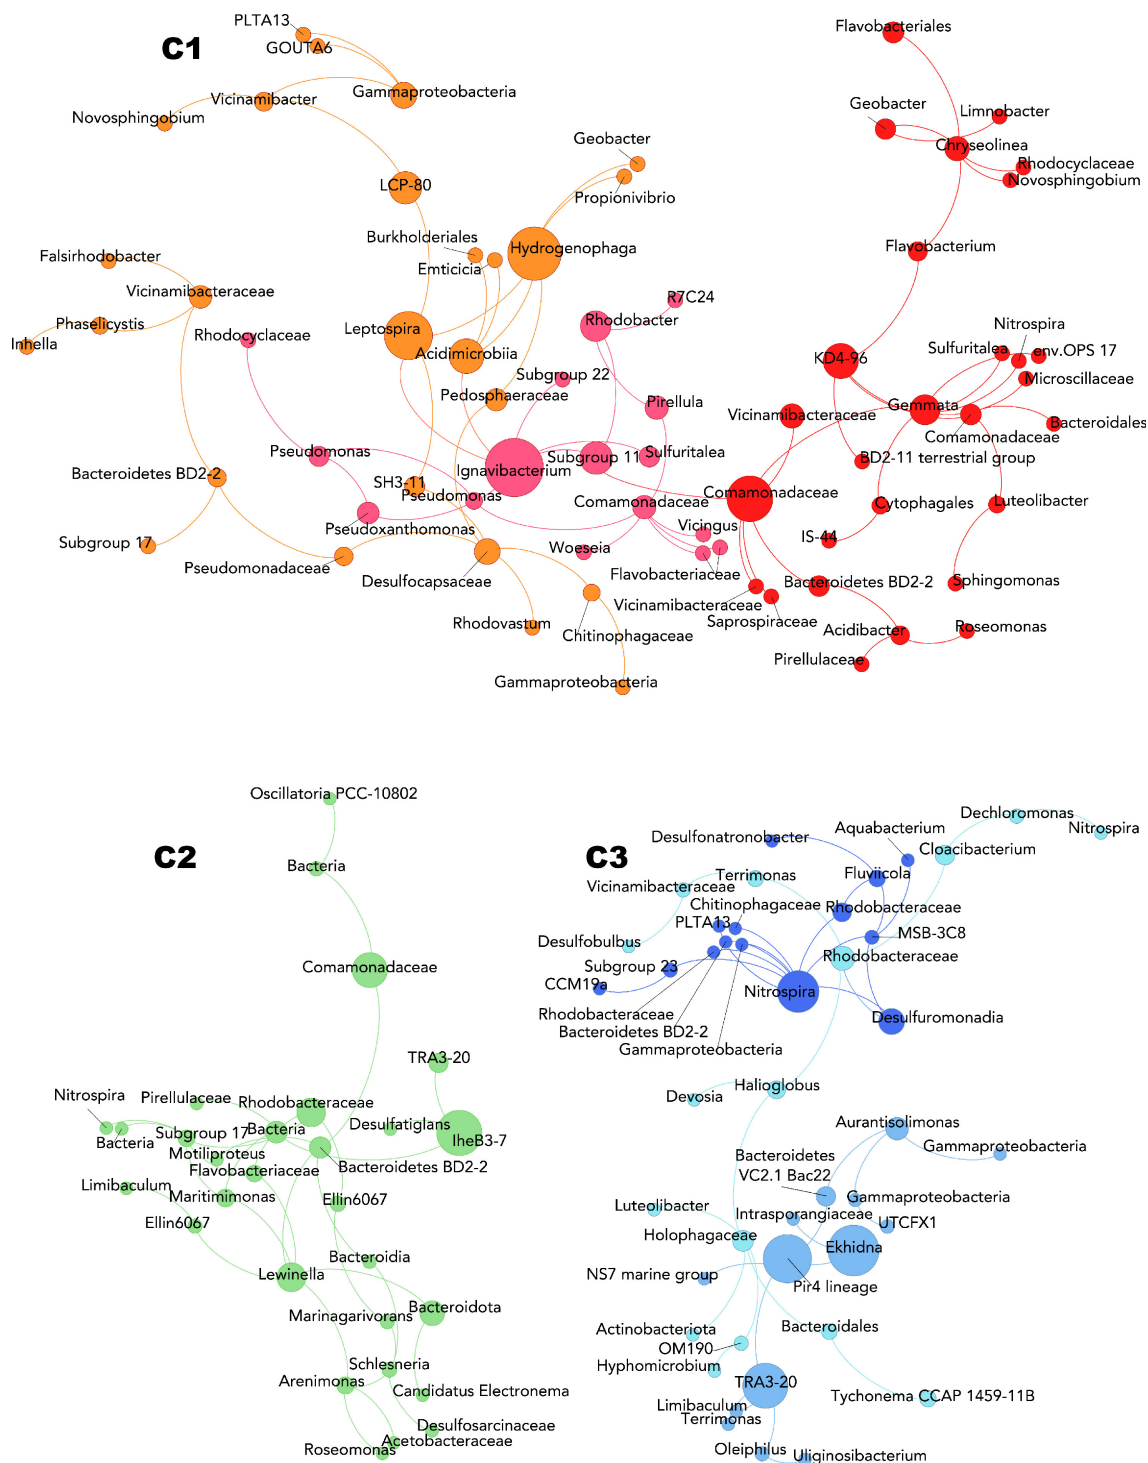 C1
PLTA13
GOUTA6
Vicinamibacter
Gammaproteobacteria
Novosphingobium
LCP-80
Geobacter
Propionivibrio
Burkholderiales
Hydrogenophaga
Emticicia
Falsirhodobacter
Vicinamibacteraceae
Phaselicystis
Inhella
Rhodocyclaceae
Leptospira
Acidimicrobiia
R7C24
Rhodobacter
Subgroup 22
Pedosphaeraceae
Pirellula
Pseudomonas
Ignavibacterium
Subgroup 11
Sulfuritalea
Bacteroidetes BD2-2
SH3-11
Pseudomonas
Comamonadaceae
Pseudoxanthomonas
Vicingus
Subgroup 17
Pseudomonadaceae
Woeseia
Desulfocapsaceae
Flavobacteriaceae
Rhodovastum
Chitinophagaceae
Gammaproteobacteria
Flavobacteriales
Geobacter
Limnobacter
Chryseolinea
Rhodocyclaceae
Novosphingobium
Flavobacterium
Nitrospira
KD4-96
Sulfuritalea
env.OPS 17
Microscillaceae
Vicinamibacteraceae
Gemmata
Bacteroidales
Comamonadaceae
BD2-11 terrestrial group
Comamonadaceae
Cytophagales
Luteolibacter
IS-44
Bacteroidetes BD2-2
Sphingomonas
Vicinamibacteraceae
Saprospiraceae
Acidibacter
Roseomonas
Pirellulaceae
C2
Oscillatoria PCC-10802
Bacteria
Comamonadaceae
TRA3-20
Nitrospira
Pirellulaceae
Rhodobacteraceae
Bacteria
Subgroup 17
Bacteria
Desulfatiglans
IheB3-7
Motiliproteus
Bacteroidetes BD2-2
Flavobacteriaceae
Limibaculum
Maritimimonas
Ellin6067
Ellin6067
Bacteroidia
Lewinella
Marinagarivorans
Bacteroidota
Schlesneria
Arenimonas
Candidatus Electronema
Desulfosarcinaceae
Acetobacteraceae
Roseomonas
C3
Dechloromonas
Nitrospira
Desulfonatronobacter
Aquabacterium
Cloacibacterium
Terrimonas
Fluviicola
Vicinamibacteraceae
Chitinophagaceae
Rhodobacteraceae
PLTA13
MSB-3C8
Desulfobulbus
Rhodobacteraceae
Subgroup 23
CCM19a
Nitrospira
Rhodobacteraceae
Desulfuromonadia
Bacteroidetes BD2-2
Gammaproteobacteria
Halioglobus
Devosia
Aurantisolimonas
Gammaproteobacteria
Bacteroidetes
VC2.1 Bac22
Gammaproteobacteria
Luteolibacter
Intrasporangiaceae
UTCFX1
Holophagaceae
Ekhidna
NS7 marine group
Pir4 lineage
Actinobacteriota
Bacteroidales
OM190
Hyphomicrobium
TRA3-20
Tychonema CCAP 1459-11B
Limibaculum
Terrimonas
Oleiphilus
Uliginosibacterium